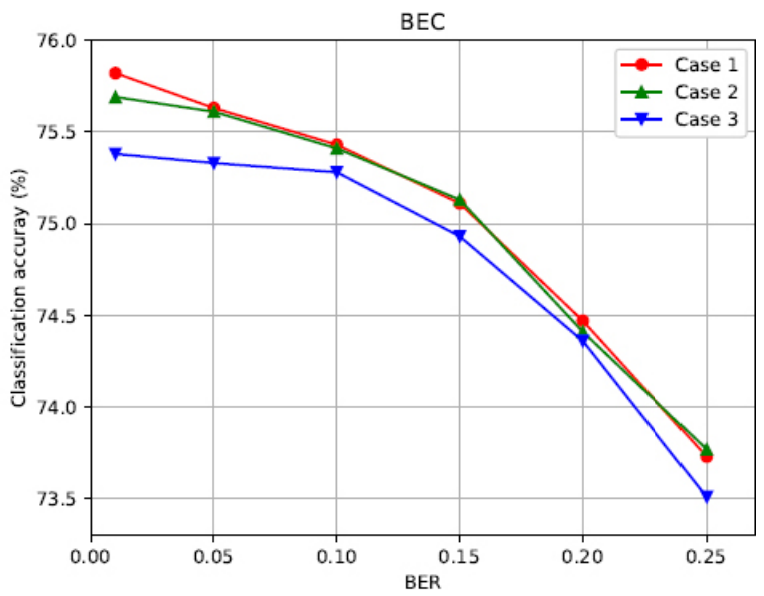 BEC
76.0
75.5
75.0
74.5
74.0
73.5
Classification accuray (%)
Case 1
Case 2
Case 3
0.00 0.05 0.10 0.15 0.20 0.25
BER